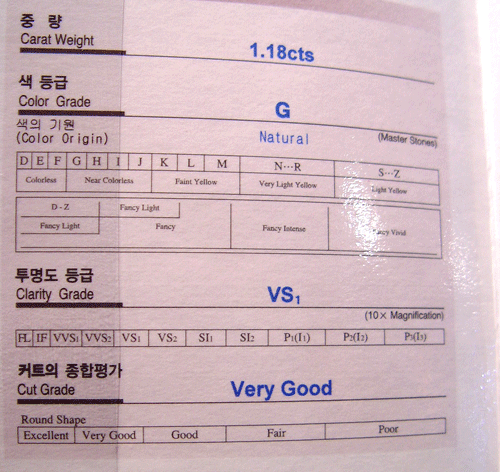 중 량
Carat Weight
1.18cts
색 등급
Color Grade
G
색의 기원
(Color Origin)
Natural
(Master Stones)
D E F G H I J K L M N···R S···Z
Colorless Near Colorless Faint Yellow Very Light Yellow Light Yellow
D - Z Fancy Light
Fancy Light Fancy Fancy Intense Fancy Vivid
투명도 등급
Clarity Grade
VS₁
(10× Magnification)
FL IF VVS₁ VVS₂ VS₁ VS₂ SI₁ SI₂ P₁(I₁) P₂(I₂) P₃(I₃)
커트의 종합평가
Cut Grade
Very Good
Round Shape
Excellent Very Good Good Fair Poor